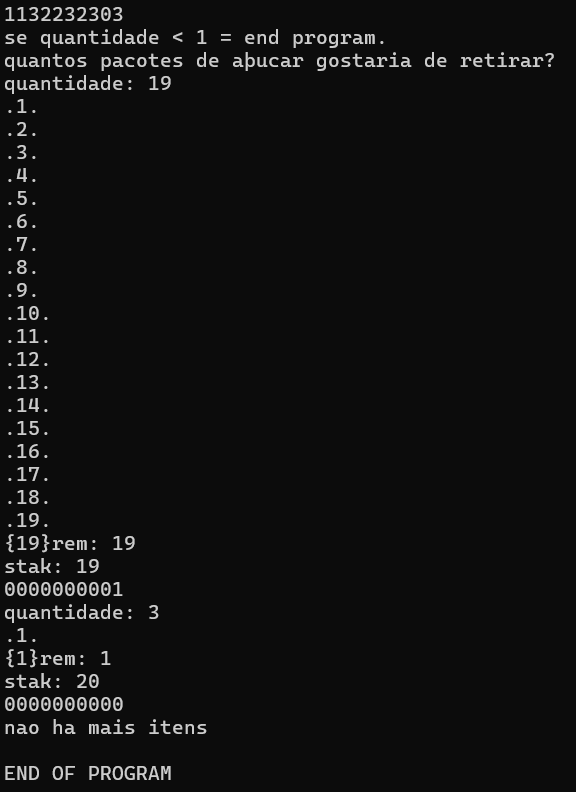 1132232303
se quantidade < 1 = end program.
quantos pacotes de aþucar gostaria de retirar?
quantidade: 19
.1.
.2.
.3.
.4.
.5.
.6.
.7.
.8.
.9.
.10.
.11.
.12.
.13.
.14.
.15.
.16.
.17.
.18.
.19.
{19}rem: 19
stak: 19
0000000001
quantidade: 3
.1.
{1}rem: 1
stak: 20
0000000000
nao ha mais itens
END OF PROGRAM